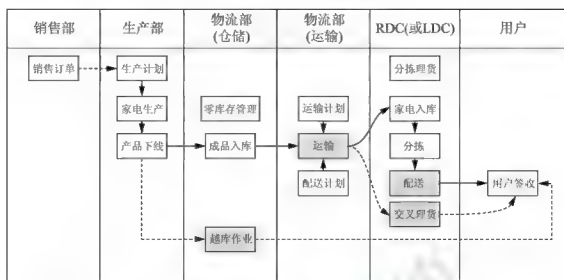 销售部 生产部 物流部(仓储) 物流部(运输) RDC(或LDC) 用户
分拣理货
销售订单 生产计划
家电生产 零库存管理 运输计划 家电入库
产品下线 成品入库 运输 分拣
配送计划 配送 用户签收
交叉理货
越库作业